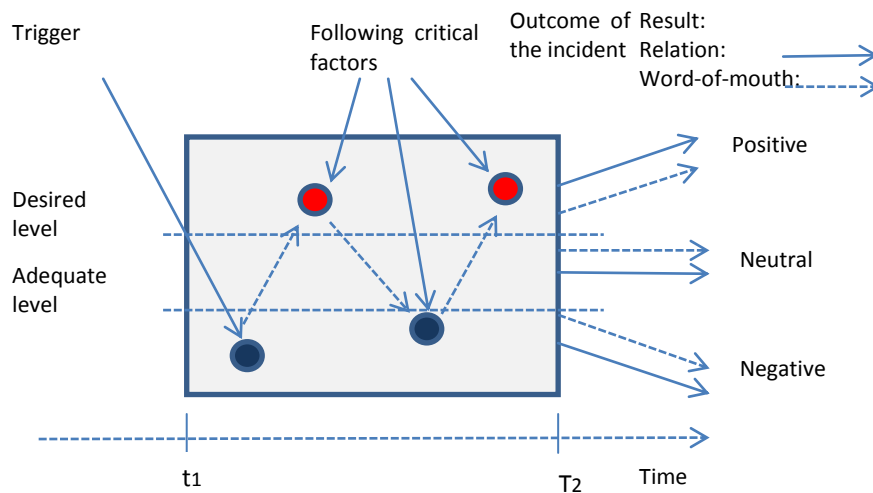 Trigger
Following critical
factors
Outcome of Result:
the incident Relation:
Word-of-mouth:
Positive
Desired
level
Adequate
level
Neutral
Negative
t1
T2
Time